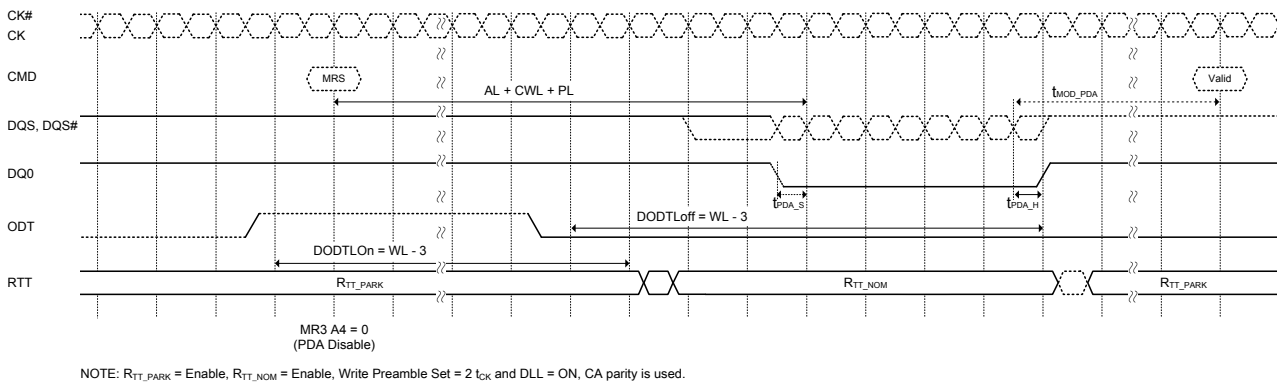 CK#
CK
CMD
MRS
Valid
AL + CWL + PL
tMOD_PDA
DQS, DQS#
DQ0
tPDA_S
tPDA_H
ODT
DODTLoff = WL - 3
DODTLOn = WL - 3
RTT
RTT_PARK
RTT_NOM
RTT_PARK
MR3 A4 = 0
(PDA Disable)
NOTE: RTT_PARK = Enable, RTT_NOM = Enable, Write Preamble Set = 2 tCK and DLL = ON, CA parity is used.